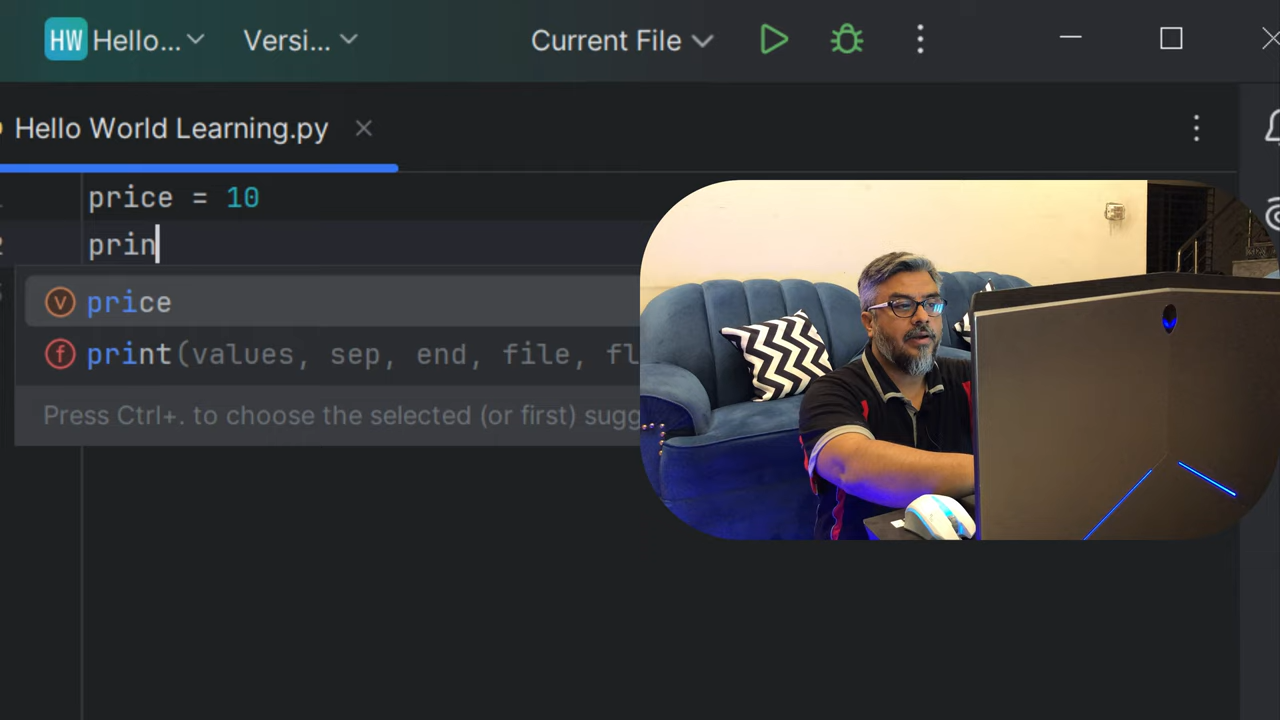 HW Hello... Versi... Current File
Hello World Learning.py
price = 10
2 prin
price
print(values, sep, end, file, fl
Press Ctrl+. to choose the selected (or first) sugg